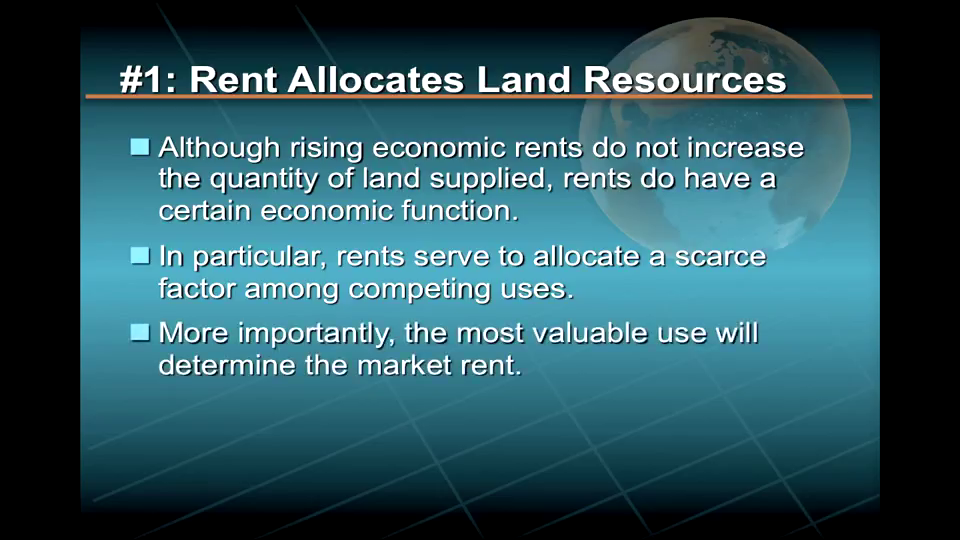 #1: Rent Allocates Land Resources
Although rising economic rents do not increase
the quantity of land supplied, rents do have a
certain economic function.
In particular, rents serve to allocate a scarce
factor among competing uses.
More importantly, the most valuable use will
determine the market rent.